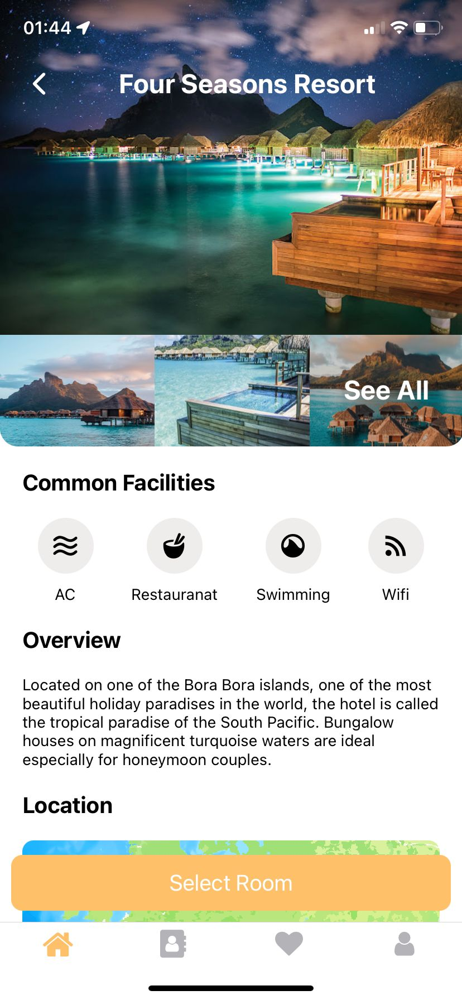 01:44
Four Seasons Resort
See All
Common Facilities
AC
Restauranat
Swimming
Wifi
Overview
Located on one of the Bora Bora islands, one of the most
beautiful holiday paradises in the world, the hotel is called
the tropical paradise of the South Pacific. Bungalow
houses on magnificent turquoise waters are ideal
especially for honeymoon couples.
Location
Select Room